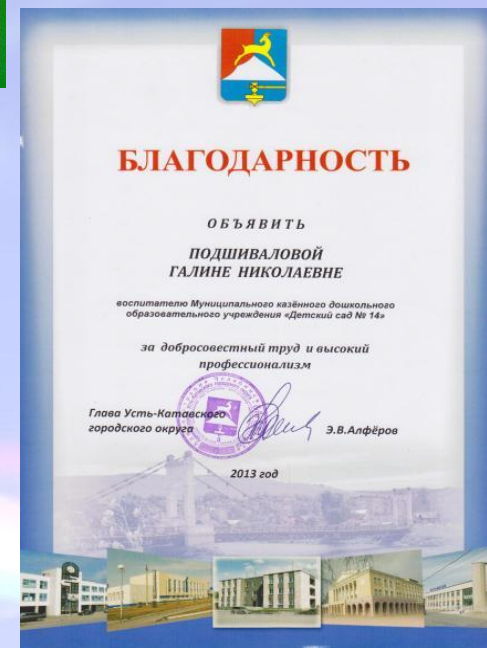 БЛАГОДАРНОСТЬ
ОБЪЯВИТЬ
ПОДШИВАЛОВОЙ
ГАЛИНЕ НИКОЛАЕВНЕ
воспитателю Муниципального казённого дошкольного
образовательного учреждения «Детский сад № 14»
за добросовестный труд и высокий
профессионализм
Глава Усть-Катавского
городского округа Э.В.Алфёров
2013 год